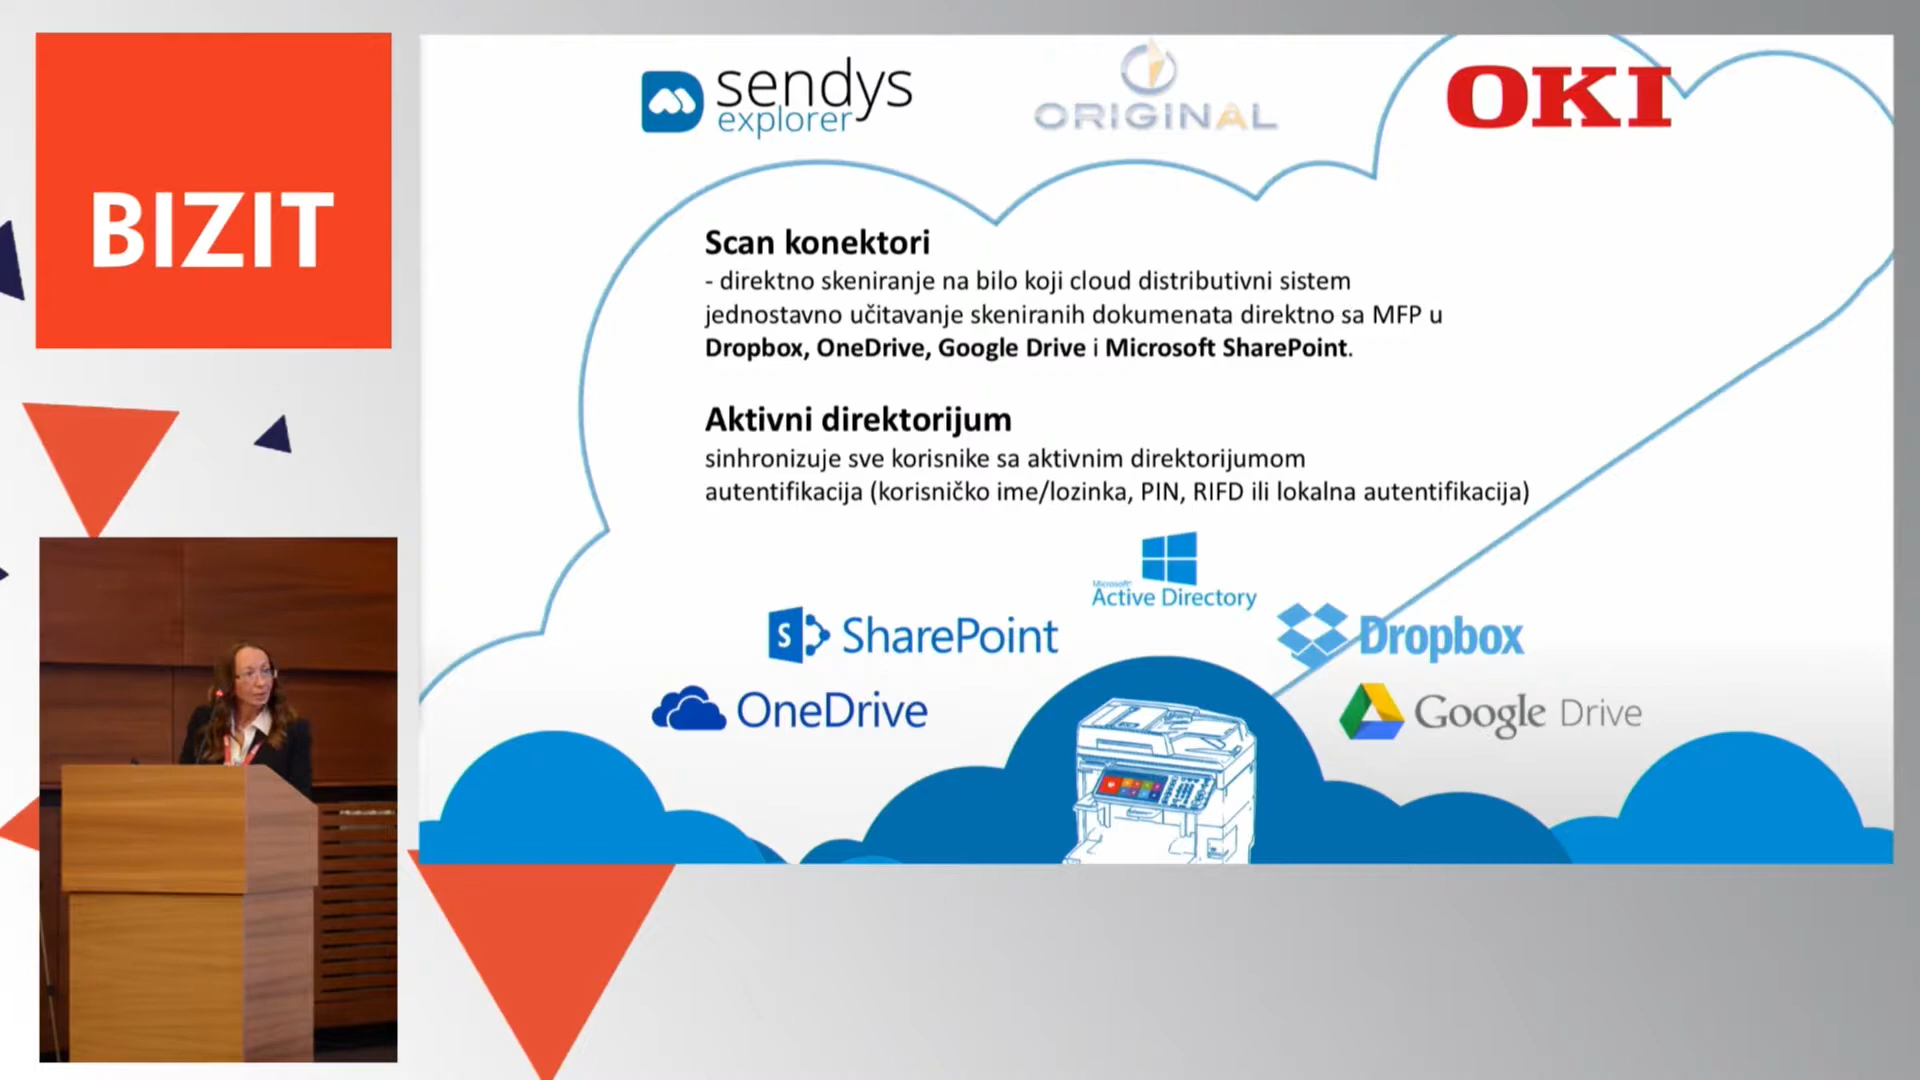 BIZIT
sendys
explorer
ORIGINAL
OKI
Scan konektori
- direktno skeniranje na bilo koji cloud distributivni sistem
jednostavno učitavanje skeniranih dokumenata direktno sa MFP u
Dropbox, OneDrive, Google Drive i Microsoft SharePoint.
Aktivni direktorijum
sinhronizuje sve korisnike sa aktivnim direktorijumom
autentifikacija (korisničko ime/lozinka, PIN, RIFD ili lokalna autentifikacija)
Microsoft
Active Directory
S
SharePoint
Dropbox
OneDrive
Google Drive